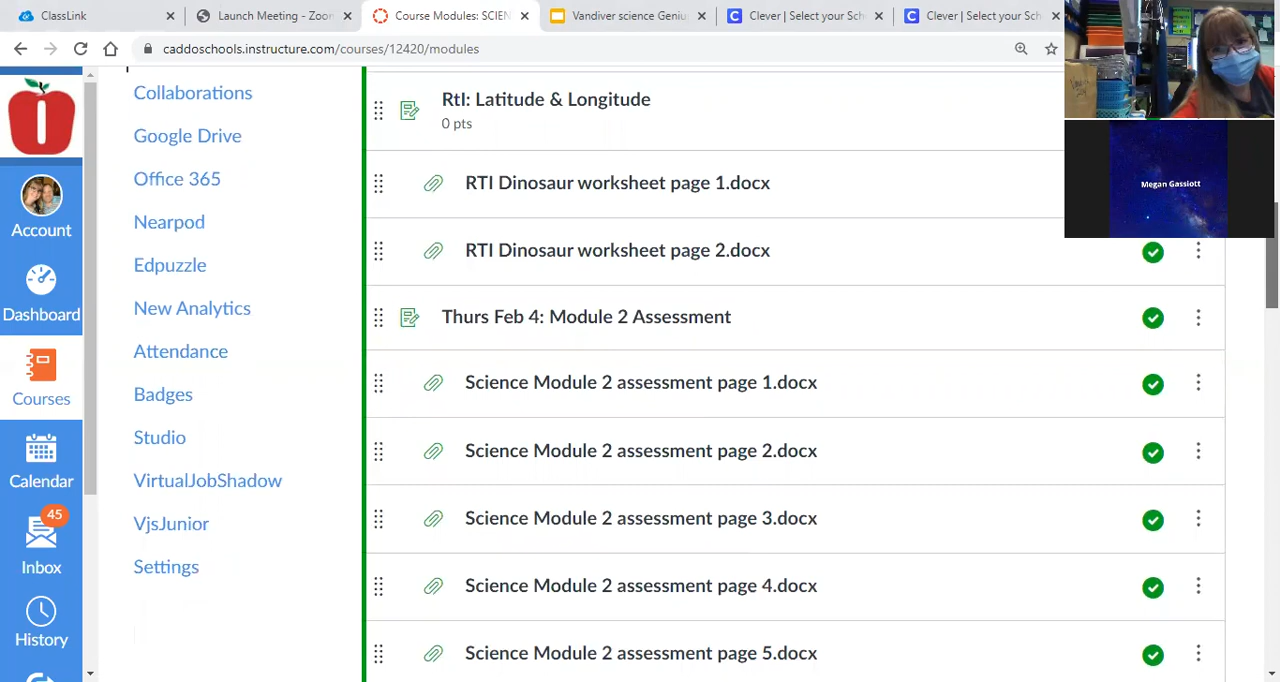 ClassLink
Launch Meeting - Zoom
Course Modules: SCIEN
Vandiver science Genius
Clever | Select your Sch
Clever | Select your Sch
caddoschools.instructure.com/courses/12420/modules
Account
Dashboard
Courses
Calendar
45
Inbox
History
Collaborations
Google Drive
Office 365
Nearpod
Edpuzzle
New Analytics
Attendance
Badges
Studio
VirtualJobShadow
VjsJunior
Settings
RtI: Latitude & Longitude
0 pts
RTI Dinosaur worksheet page 1.docx
RTI Dinosaur worksheet page 2.docx
Thurs Feb 4: Module 2 Assessment
Science Module 2 assessment page 1.docx
Science Module 2 assessment page 2.docx
Science Module 2 assessment page 3.docx
Science Module 2 assessment page 4.docx
Science Module 2 assessment page 5.docx
Megan Gassiott